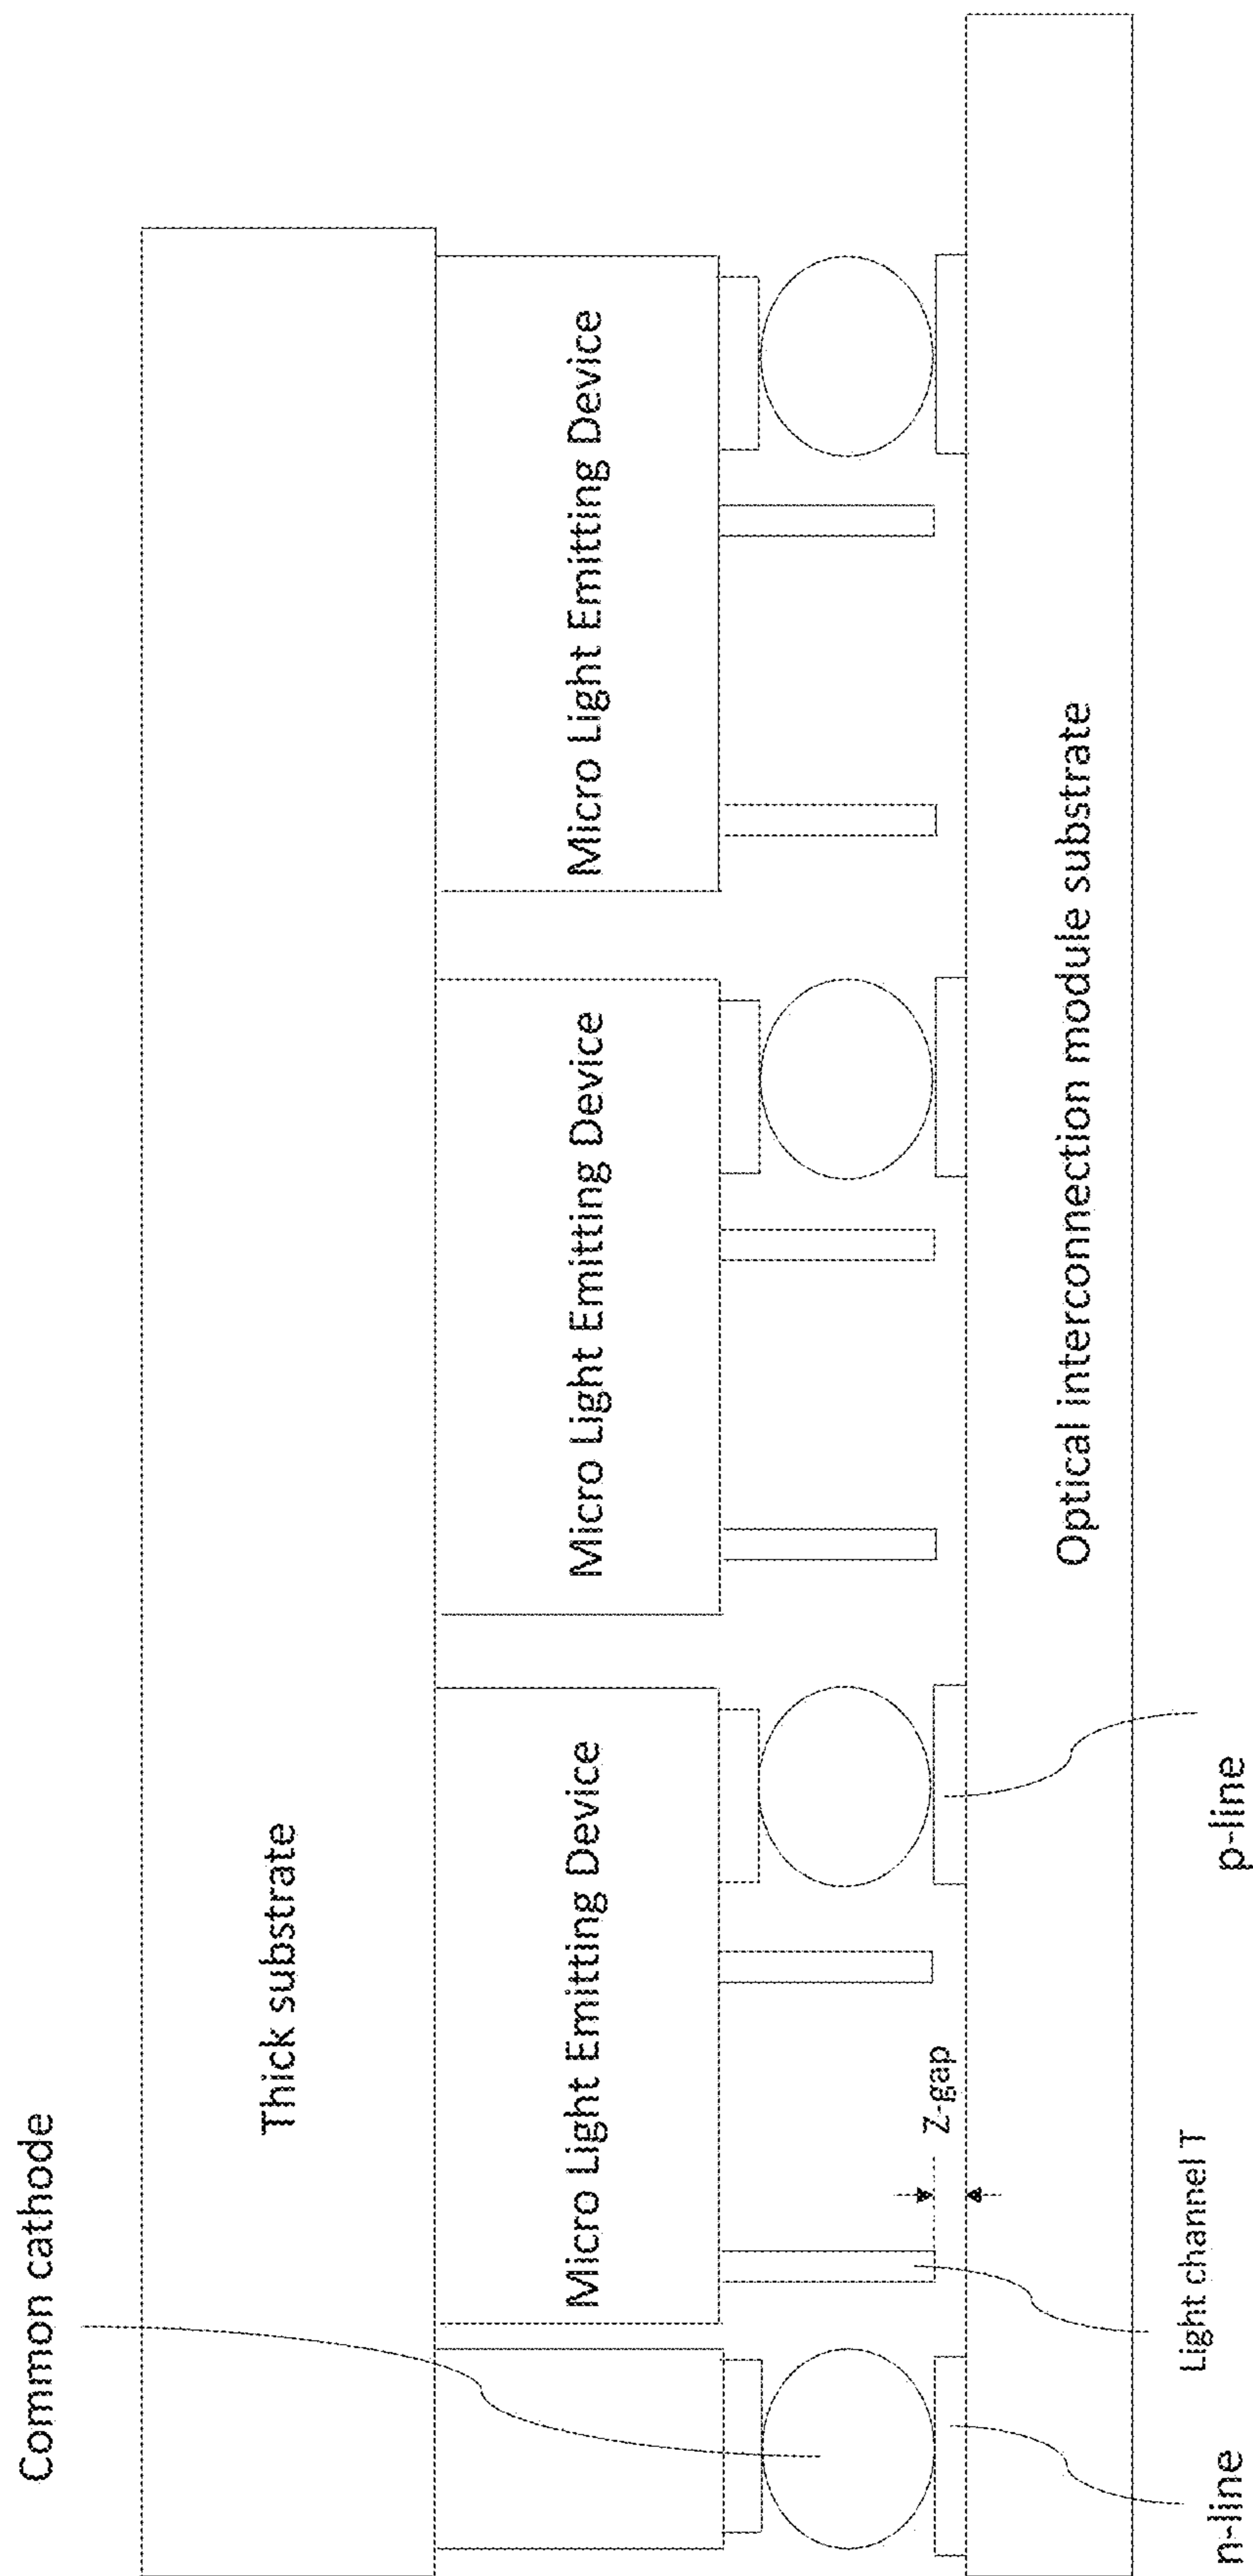 Common cathode
Thick substrate
Micro Light Emitting Device
Micro Light Emitting Device
Micro Light Emitting Device
Z-gap
Optical interconnection module substrate
n-line
Light channel T
p-line